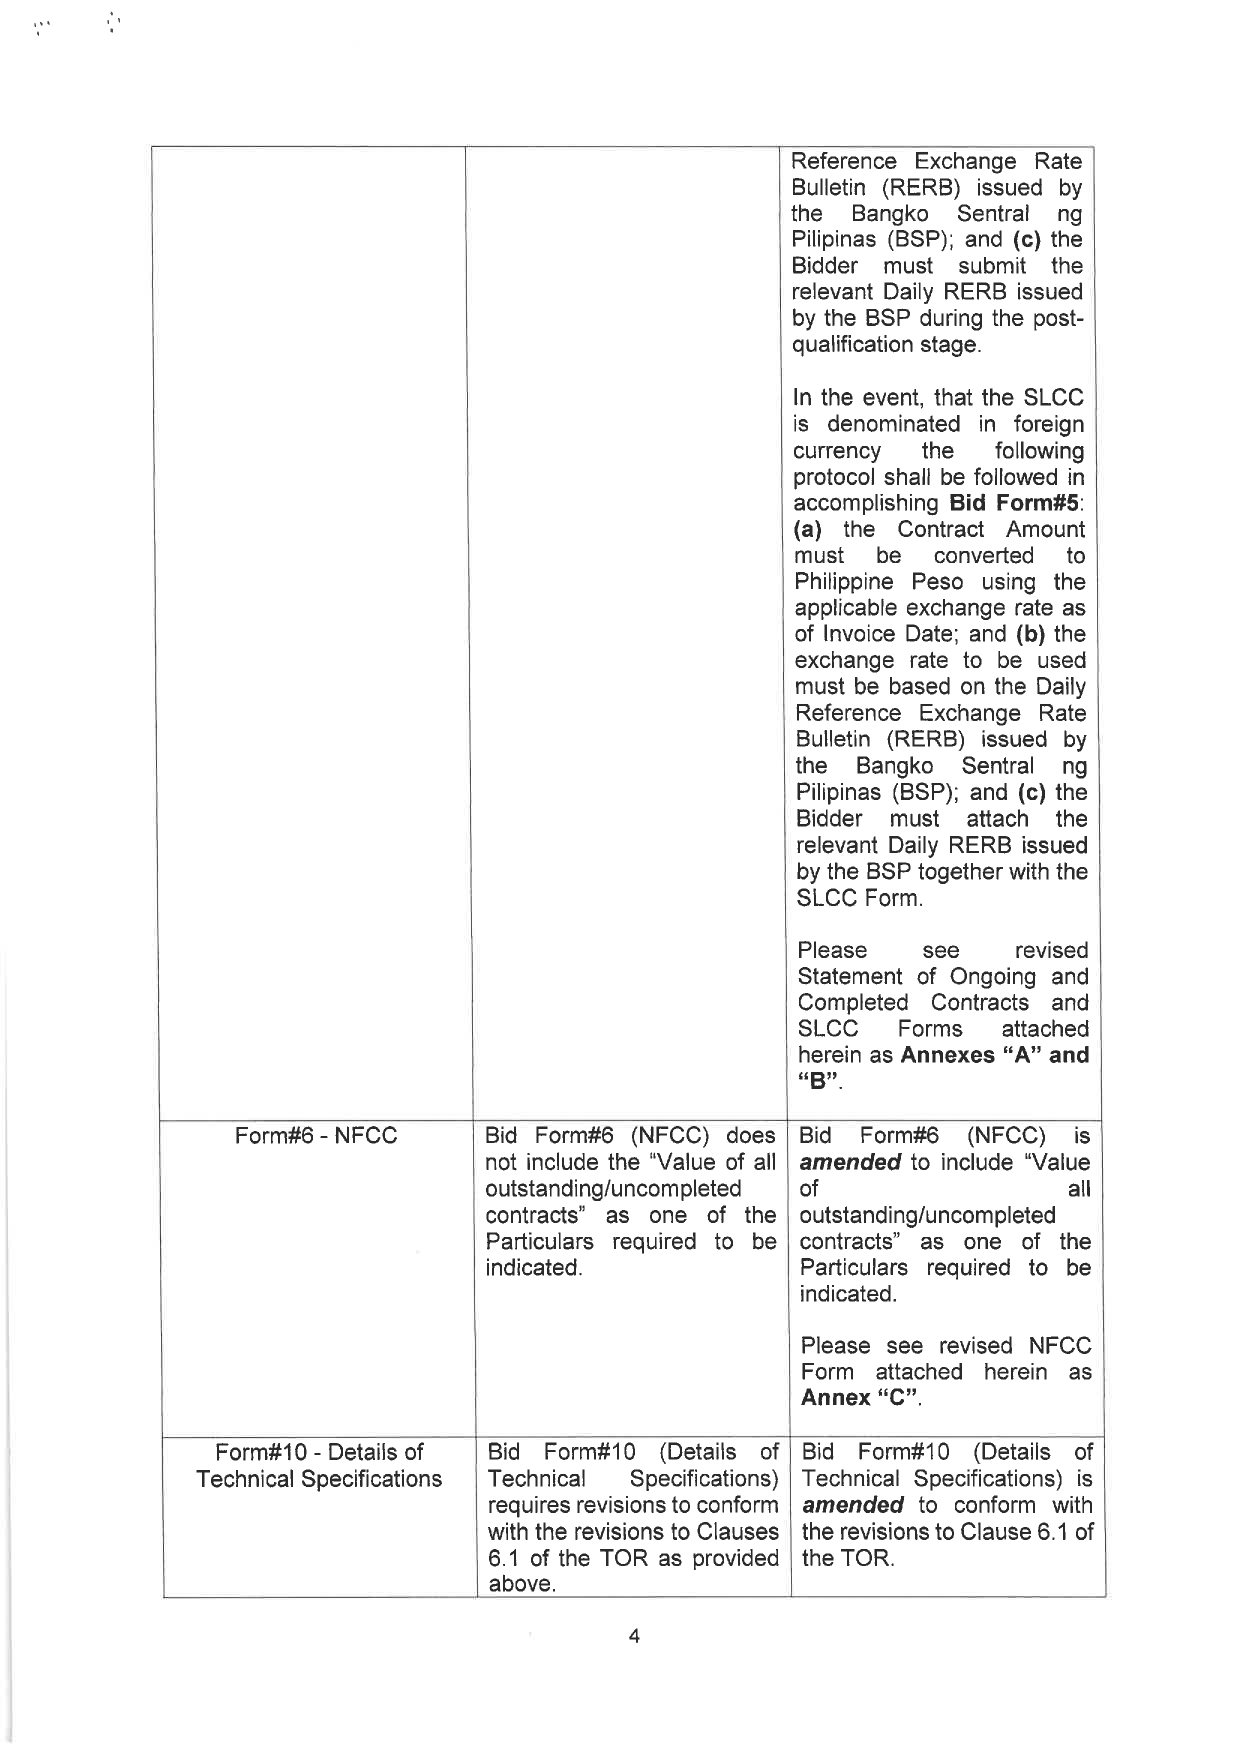 Reference Exchange Rate
Bulletin (RERB) issued by
the Bangko Sentral ng
Pilipinas (BSP); and (c) the
Bidder must submit the
relevant Daily RERB issued
by the BSP during the post-
qualification stage.
In the event, that the SLCC
is denominated in foreign
currency the following
protocol shall be followed in
accomplishing Bid Form#5:
(a) the Contract Amount
must be converted to
Philippine Peso using the
applicable exchange rate as
of Invoice Date; and (b) the
exchange rate to be used
must be based on the Daily
Reference Exchange Rate
Bulletin (RERB) issued by
the Bangko Sentral ng
Pilipinas (BSP); and (c) the
Bidder must attach the
relevant Daily RERB issued
by the BSP together with the
SLCC Form.
Please see revised
Statement of Ongoing and
Completed Contracts and
SLCC Forms attached
herein as Annexes “A” and
“B”.
Form#6 - NFCC
Bid Form#6 (NFCC) does
not include the “Value of all
outstanding/uncompleted
contracts” as one of the
Particulars required to be
indicated.
Bid Form#6 (NFCC) is
amended to include “Value
of all
outstanding/uncompleted
contracts” as one of the
Particulars required to be
indicated.
Please see revised NFCC
Form attached herein as
Annex “C”.
Form#10 - Details of
Technical Specifications
Bid Form#10 (Details of
Technical Specifications)
requires revisions to conform
with the revisions to Clauses
6.1 of the TOR as provided
above.
Bid Form#10 (Details of
Technical Specifications) is
amended to conform with
the revisions to Clause 6.1 of
the TOR.
4